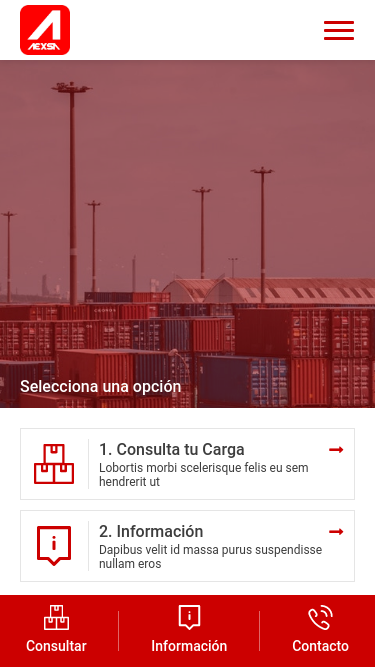 AEXSA
Selecciona una opción
1. Consulta tu Carga
Lobortis morbi scelerisque felis eu sem
hendrerit ut
2. Información
Dapibus velit id massa purus suspendisse
nullam eros
Consultar
Información
Contacto